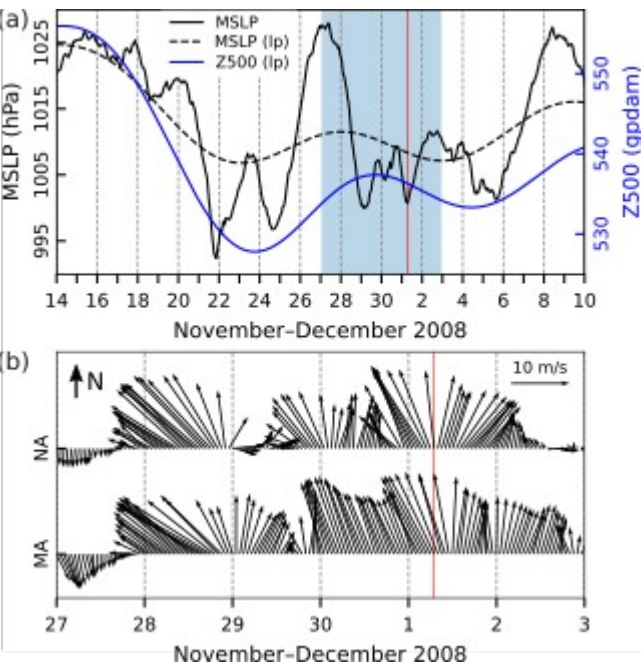 (a)
MSLP
MSLP (lp)
Z500 (lp)
MSLP (hPa)
1025
1015
1005
995
Z500 (gpdam)
550
540
530
14 16 18 20 22 24 26 28 30 2 4 6 8 10
November–December 2008
(b)
N
10 m/s
NA
MA
27 28 29 30 1 2 3
November–December 2008